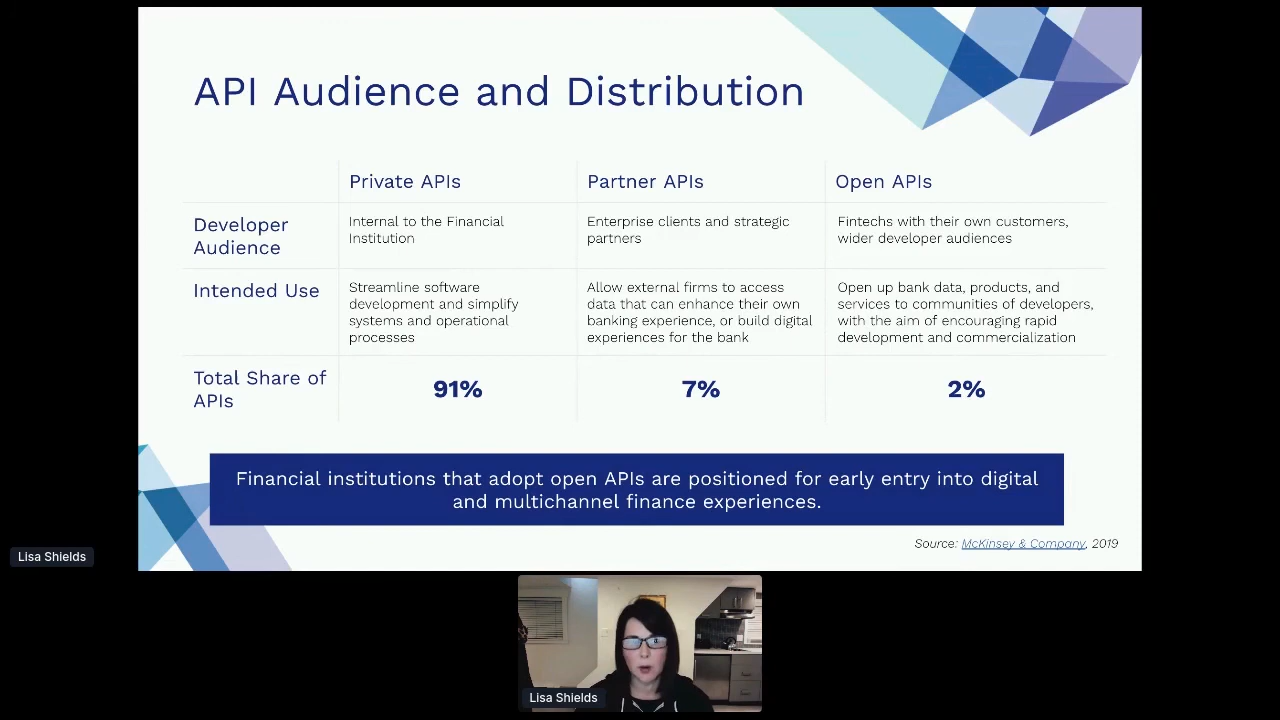 API Audience and Distribution
Private APIs
Partner APIs
Open APIs
Developer
Audience
Internal to the Financial
Institution
Enterprise clients and strategic
partners
Fintechs with their own customers,
wider developer audiences
Intended Use
Streamline software
development and simplify
systems and operational
processes
Allow external firms to access
data that can enhance their own
banking experience, or build digital
experiences for the bank
Open up bank data, products, and
services to communities of developers,
with the aim of encouraging rapid
development and commercialization
Total Share of
APIs
91%
7%
2%
Financial institutions that adopt open APIs are positioned for early entry into digital
and multichannel finance experiences.
Source: McKinsey & Company, 2019
Lisa Shields
Lisa Shields